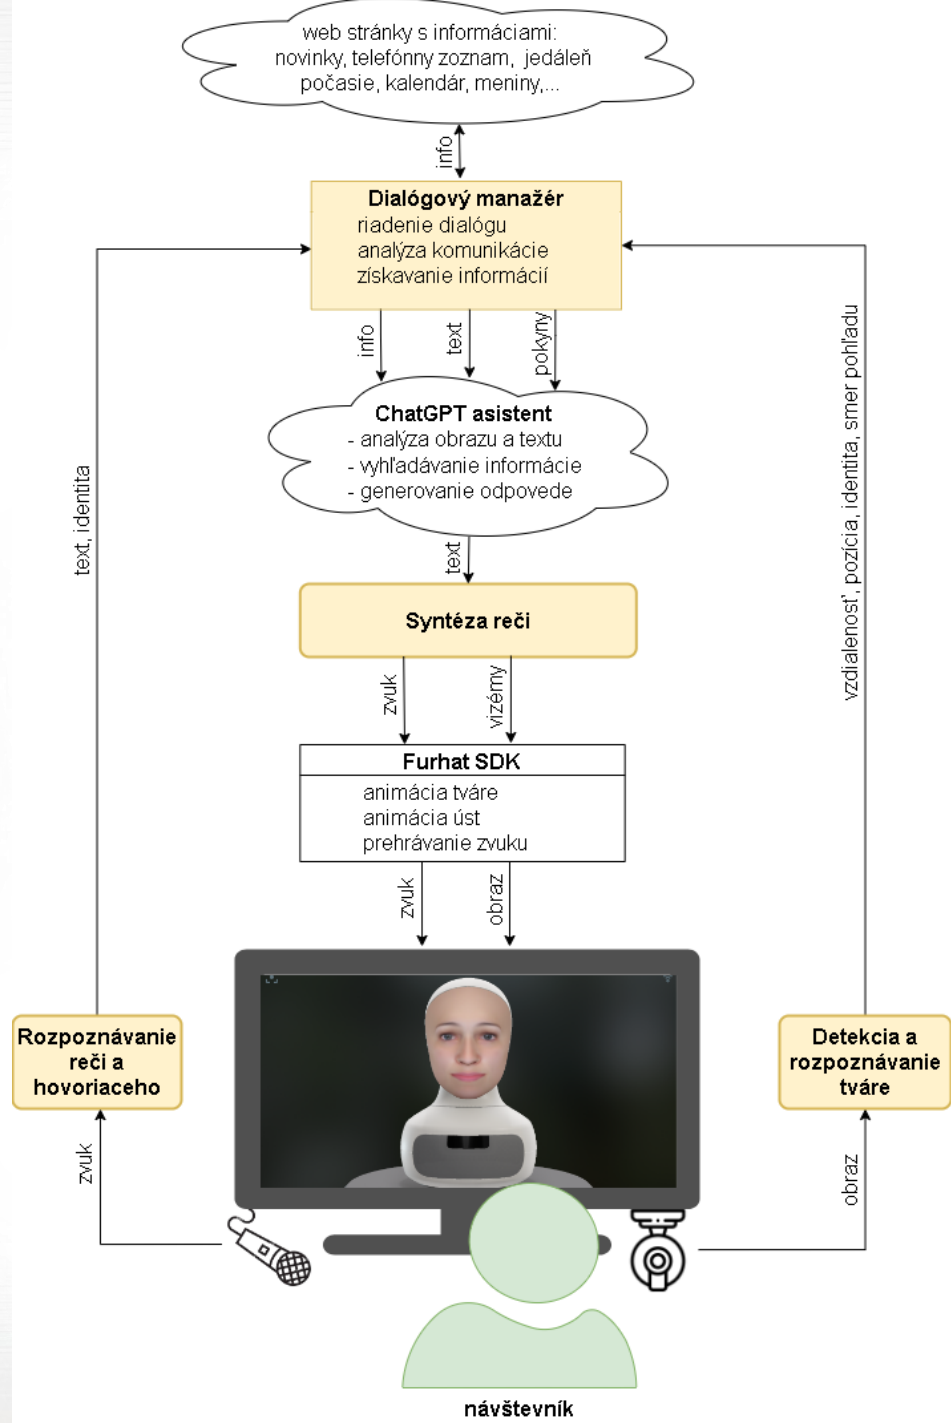 web stránky s informáciami:
novinky, telefónny zoznam, jedáleň
počasie, kalendár, meniny,...
info
Dialógový manažér
riadenie dialógu
analýza komunikácie
získavanie informácií
info
text
pokyny
ChatGPT asistent
- analýza obrazu a textu
- vyhľadávanie informácie
- generovanie odpovede
text, identita
vzdialenosť, pozícia, identita, smer pohľadu
text
Syntéza reči
zvuk
vizémy
Furhat SDK
animácia tváre
animácia úst
prehrávanie zvuku
zvuk
obraz
Rozpoznávanie
reči a
hovoriaceho
Detekcia a
rozpoznávanie
tváre
zvuk
obraz
návštevník